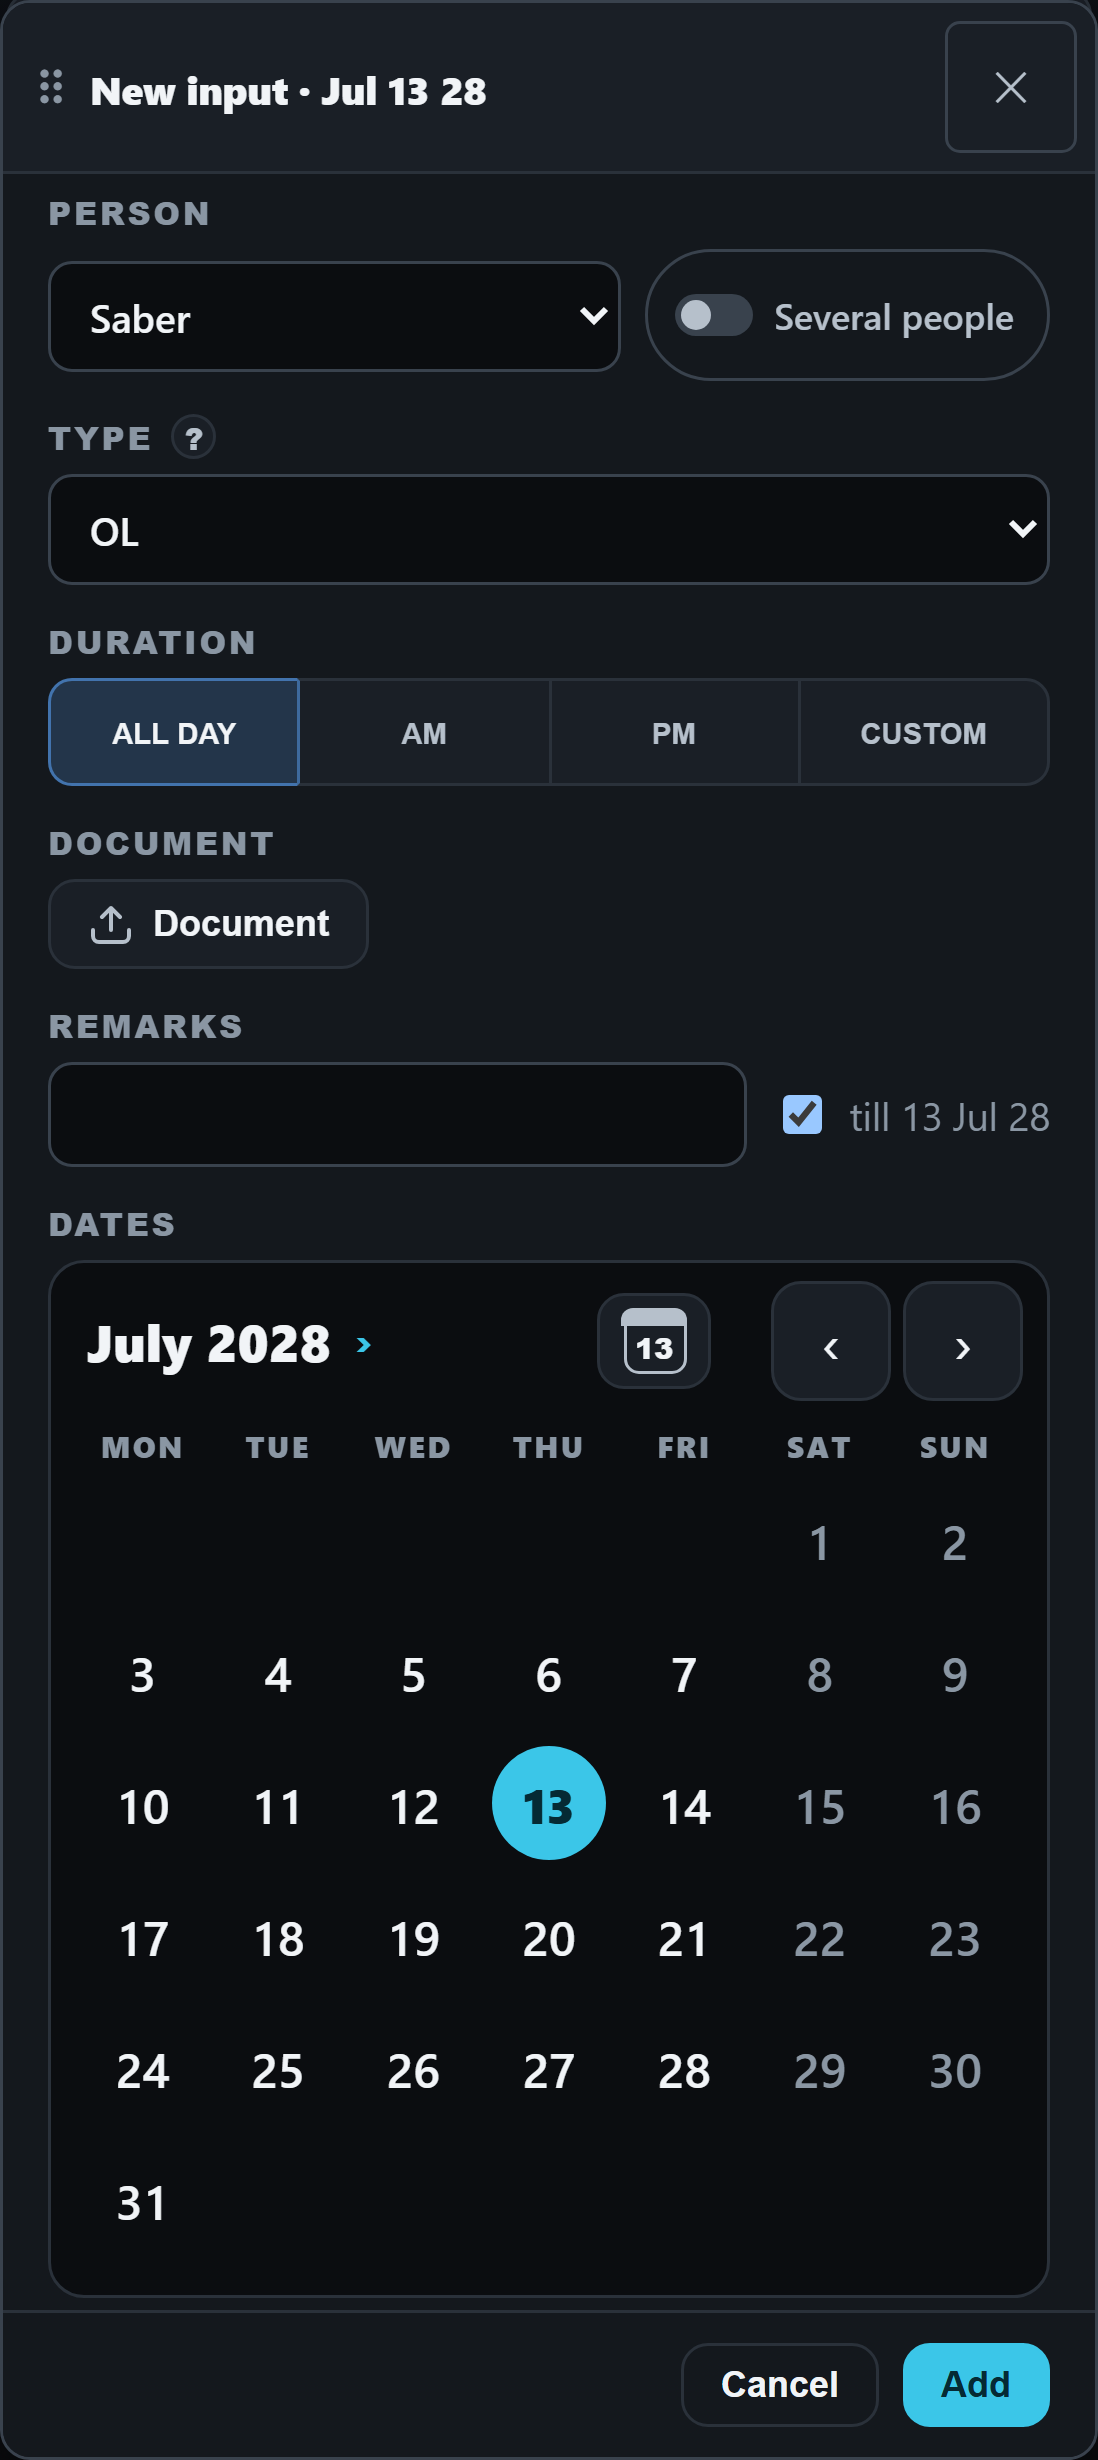 New input · Jul 13 28
PERSON
Saber
Several people
TYPE ?
OL
DURATION
ALL DAY AM PM CUSTOM
DOCUMENT
Document
REMARKS
till 13 Jul 28
DATES
July 2028 › 13 ‹ ›
MON TUE WED THU FRI SAT SUN
1 2
3 4 5 6 7 8 9
10 11 12 13 14 15 16
17 18 19 20 21 22 23
24 25 26 27 28 29 30
31
Cancel Add